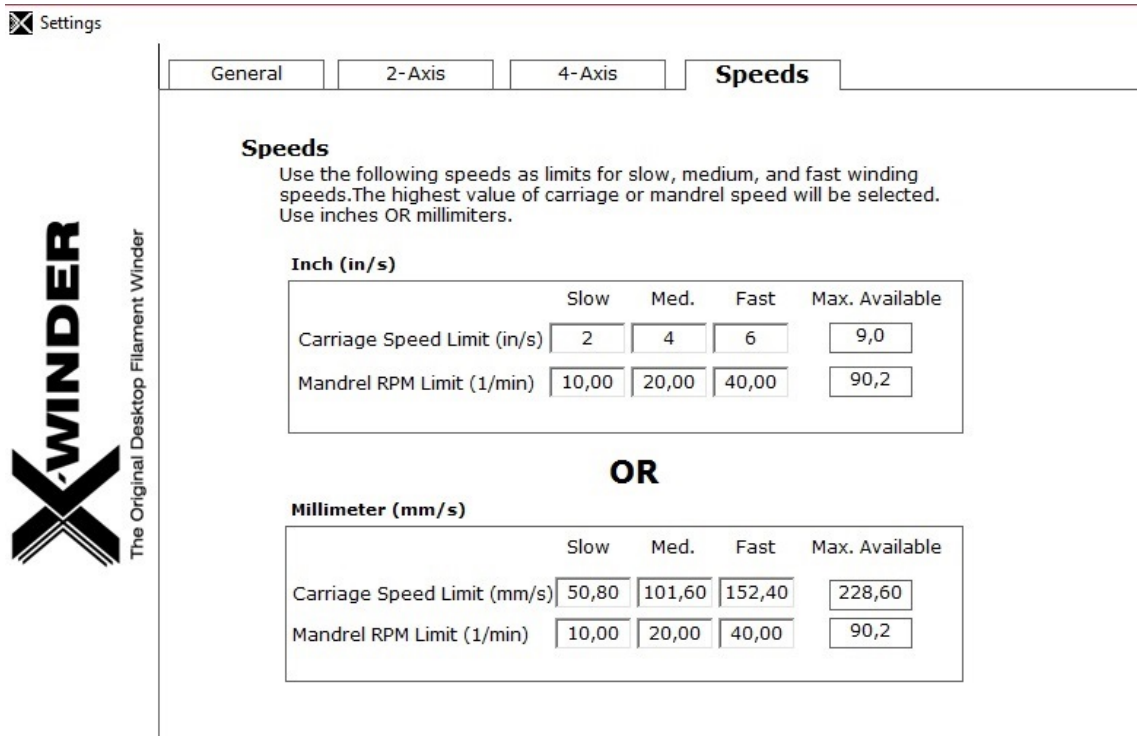 Settings
General 2-Axis 4-Axis Speeds
Speeds
Use the following speeds as limits for slow, medium, and fast winding
speeds.The highest value of carriage or mandrel speed will be selected.
Use inches OR millimiters.
Inch (in/s)
Slow Med. Fast Max. Available
Carriage Speed Limit (in/s) 2 4 6 9,0
Mandrel RPM Limit (1/min) 10,00 20,00 40,00 90,2
OR
Millimeter (mm/s)
Slow Med. Fast Max. Available
Carriage Speed Limit (mm/s) 50,80 101,60 152,40 228,60
Mandrel RPM Limit (1/min) 10,00 20,00 40,00 90,2
X-WINDER
The Original Desktop Filament Winder